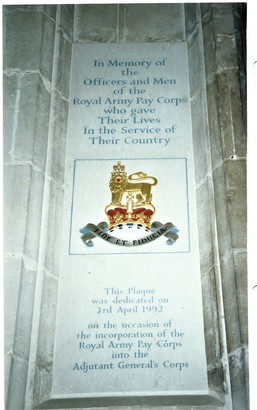 In Memory of
the
Officers and Men
of the
Royal Army Pay Corps
who gave
Their Lives
In the Service of
Their Country
FIDE ET FIDUCIA
This Plaque
was dedicated on
3rd April 1992
on the occasion of
the incorporation of the
Royal Army Pay Corps
into the
Adjutant General's Corps